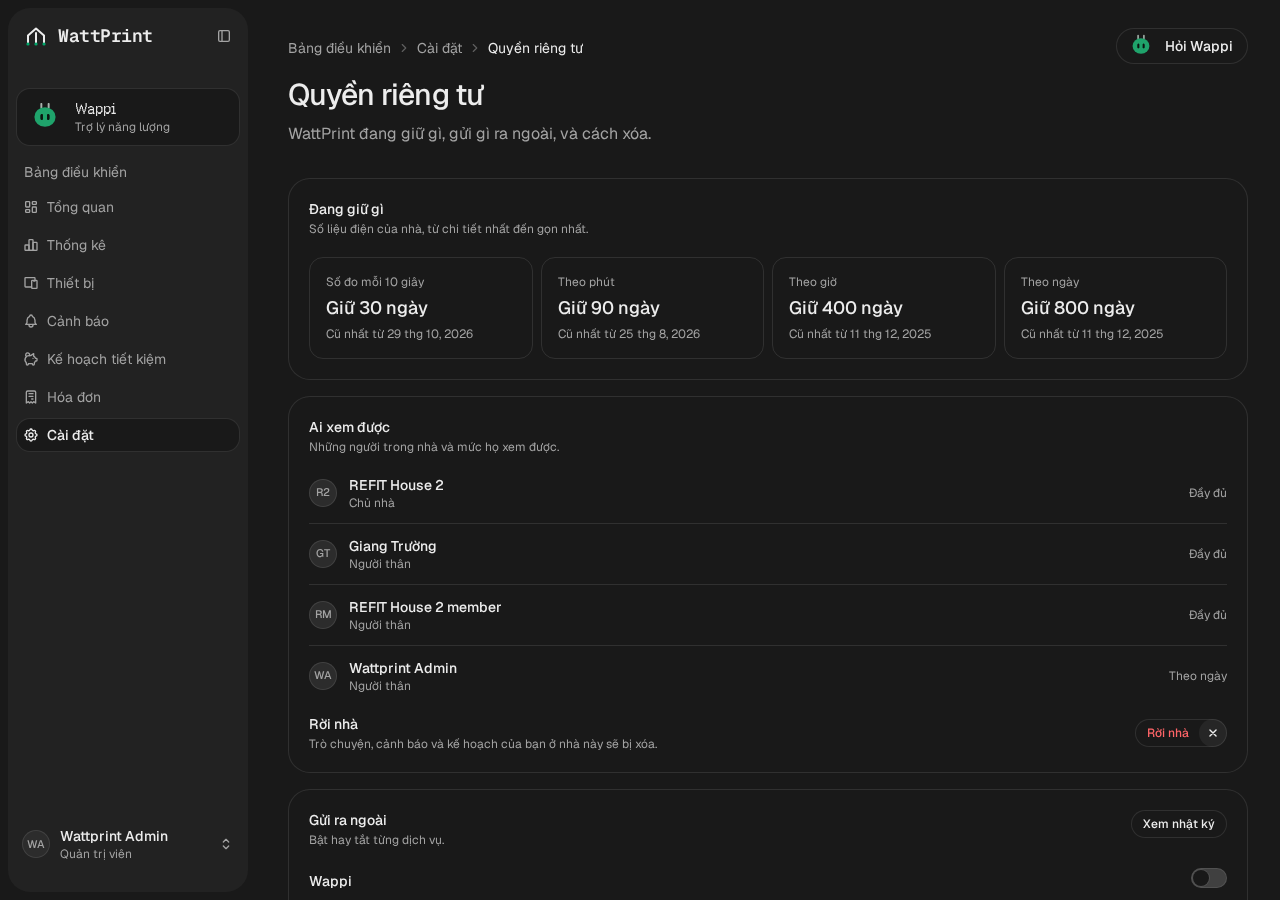 WattPrint
Wappi
Trợ lý năng lượng
Bảng điều khiển
Tổng quan
Thống kê
Thiết bị
Cảnh báo
Kế hoạch tiết kiệm
Hóa đơn
Cài đặt
WA
Wattprint Admin
Quản trị viên
Bảng điều khiển
Cài đặt
Quyền riêng tư
Hỏi Wappi
Quyền riêng tư
WattPrint đang giữ gì, gửi gì ra ngoài, và cách xóa.
Đang giữ gì
Số liệu điện của nhà, từ chi tiết nhất đến gọn nhất.
Số đo mỗi 10 giây
Giữ 30 ngày
Cũ nhất từ 29 thg 10, 2026
Theo phút
Giữ 90 ngày
Cũ nhất từ 25 thg 8, 2026
Theo giờ
Giữ 400 ngày
Cũ nhất từ 11 thg 12, 2025
Theo ngày
Giữ 800 ngày
Cũ nhất từ 11 thg 12, 2025
Ai xem được
Những người trong nhà và mức họ xem được.
R2
REFIT House 2
Chủ nhà
Đầy đủ
GT
Giang Trường
Người thân
Đầy đủ
RM
REFIT House 2 member
Người thân
Đầy đủ
WA
Wattprint Admin
Người thân
Theo ngày
Rời nhà
Trò chuyện, cảnh báo và kế hoạch của bạn ở nhà này sẽ bị xóa.
Rời nhà
Gửi ra ngoài
Bật hay tắt từng dịch vụ.
Xem nhật ký
Wappi